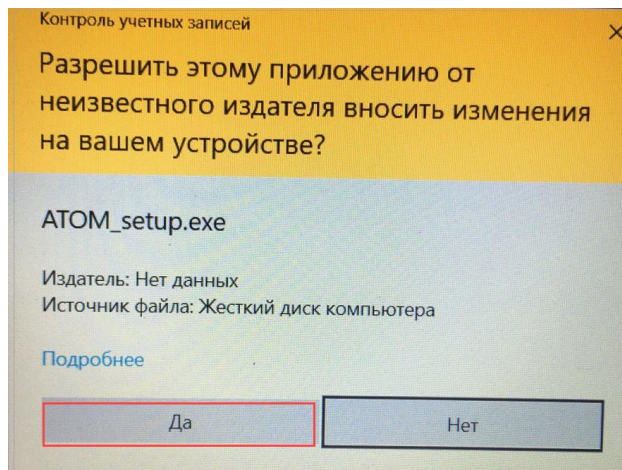 Контроль учетных записей
Разрешить этому приложению от
неизвестного издателя вносить изменения
на вашем устройстве?
ATOM_setup.exe
Издатель: Нет данных
Источник файла: Жесткий диск компьютера
Подробнее
Да
Нет